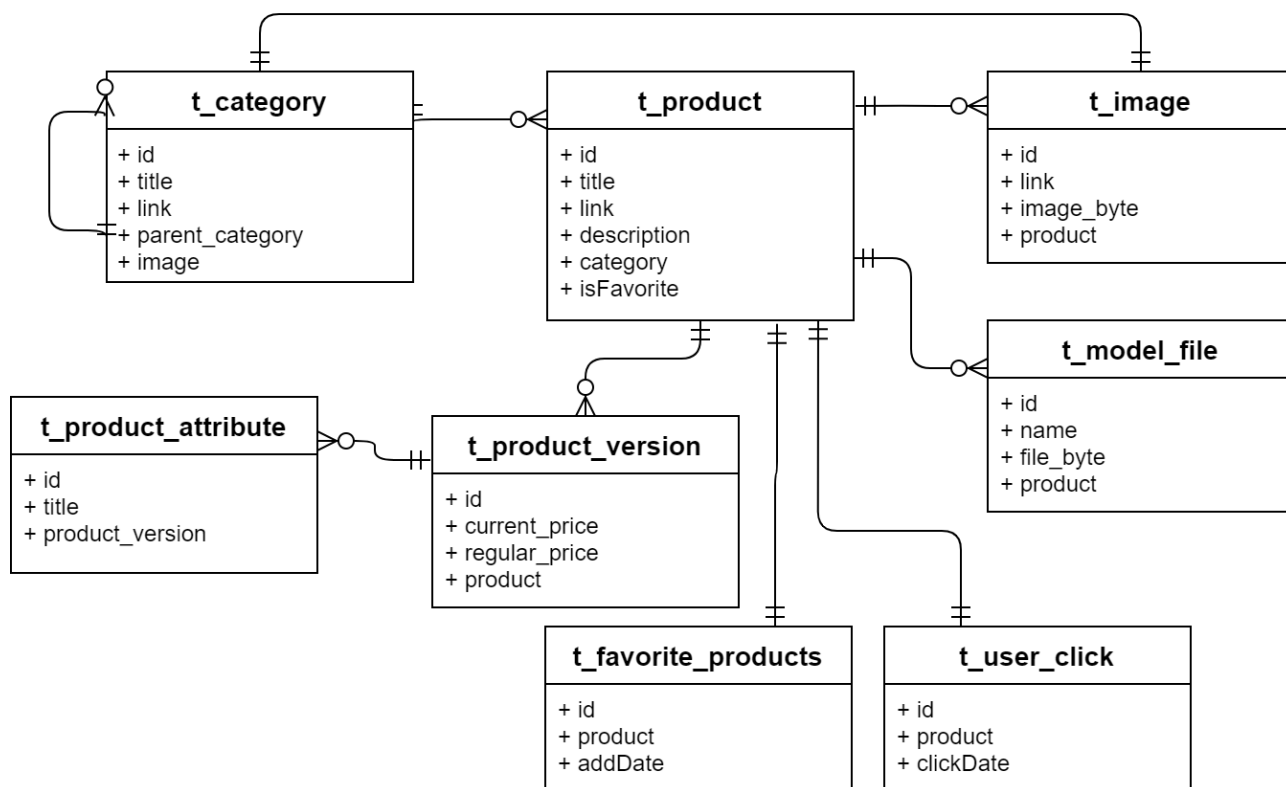 t_category
+ id
+ title
+ link
+ parent_category
+ image
t_product
+ id
+ title
+ link
+ description
+ category
+ isFavorite
t_image
+ id
+ link
+ image_byte
+ product
t_model_file
+ id
+ name
+ file_byte
+ product
t_product_attribute
+ id
+ title
+ product_version
t_product_version
+ id
+ current_price
+ regular_price
+ product
t_favorite_products
+ id
+ product
+ addDate
t_user_click
+ id
+ product
+ clickDate